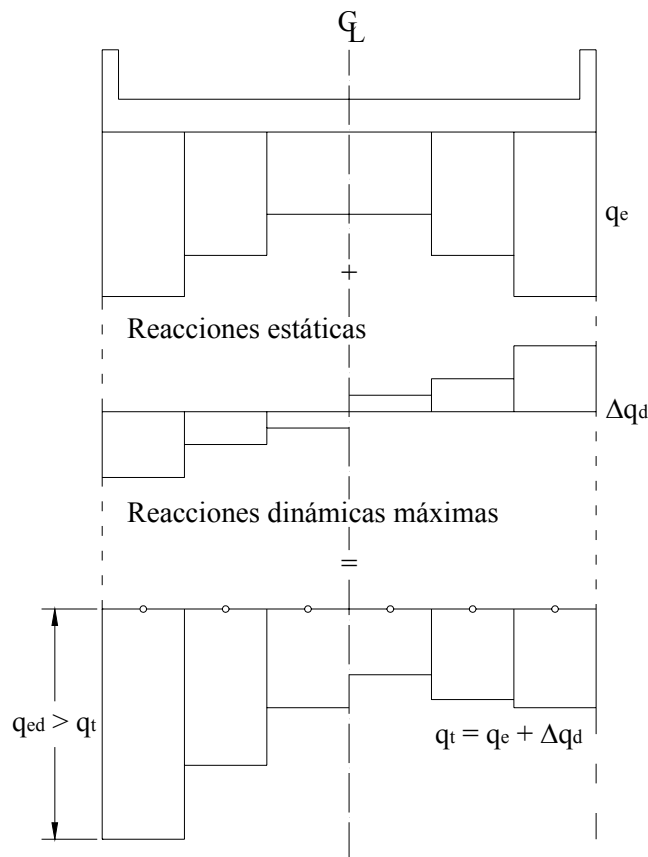 CL
qe
+
Reacciones estáticas
Δqd
Reacciones dinámicas máximas
=
qed > qt
qt = qe + Δqd